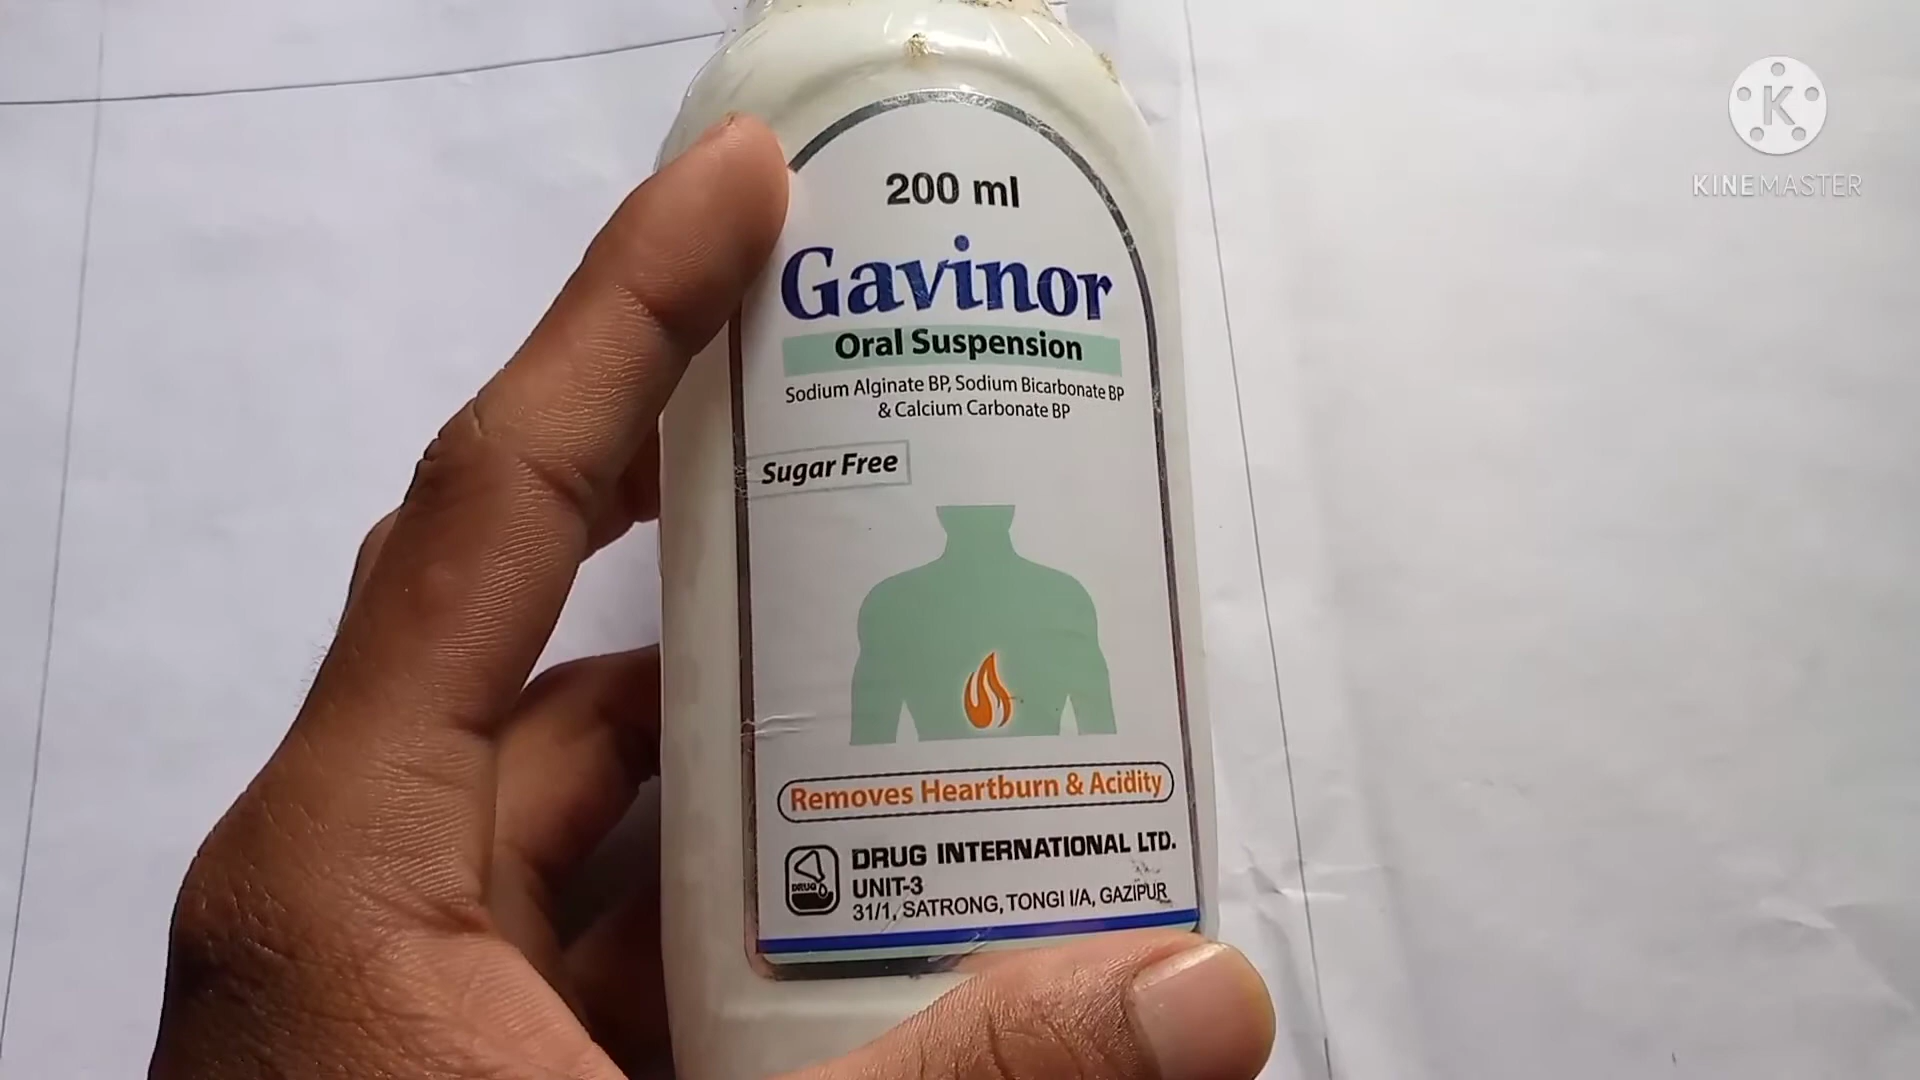 200 ml
Gavinor
Oral Suspension
Sodium Alginate BP, Sodium Bicarbonate BP
& Calcium Carbonate BP
Sugar Free
Removes Heartburn & Acidity
DRUG
DRUG INTERNATIONAL LTD.
UNIT-3
31/1, SATRONG, TONGI I/A, GAZIPUR
K
KINEMASTER